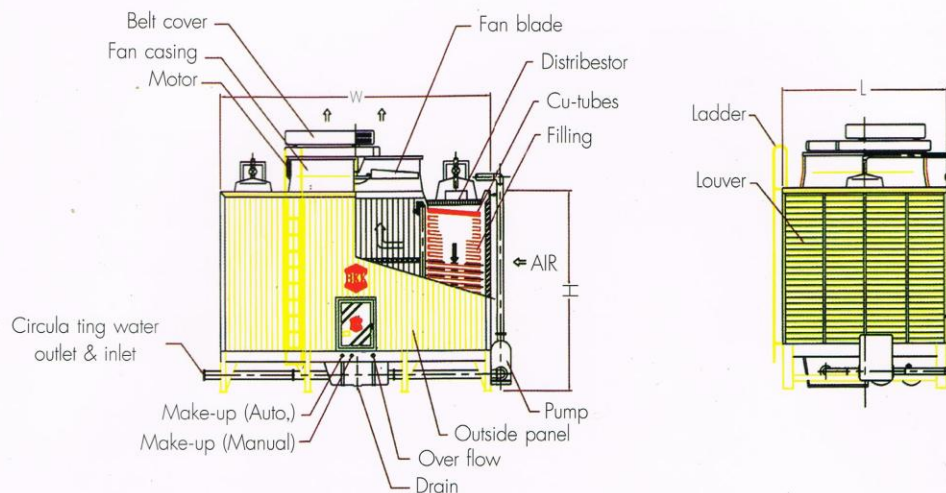 Belt cover
Fan casing
Motor
W
Fan blade
Distribestor
Cu-tubes
Filling
AIR
H
BKK
Circula ting water
outlet & inlet
Make-up (Auto,)
Make-up (Manual)
Drain
Over flow
Outside panel
Pump
L
Ladder
Louver